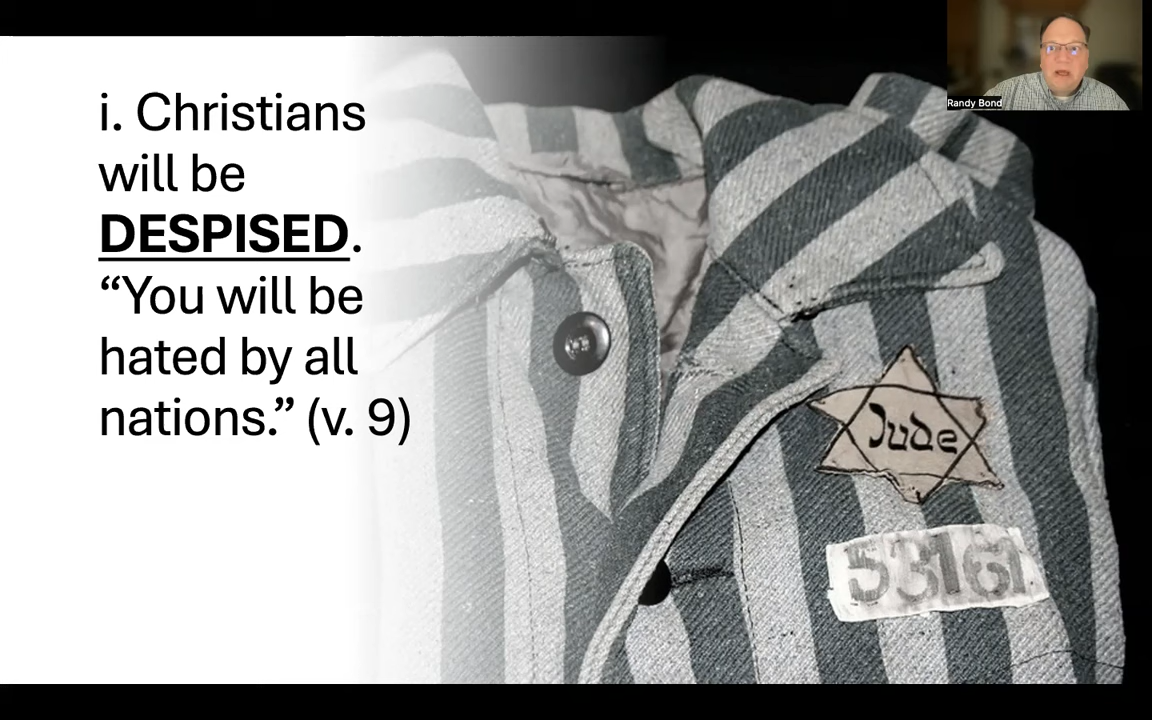 i. Christians
will be
DESPISED.
“You will be
hated by all
nations.” (v. 9)
Randy Bond
Jude
53161